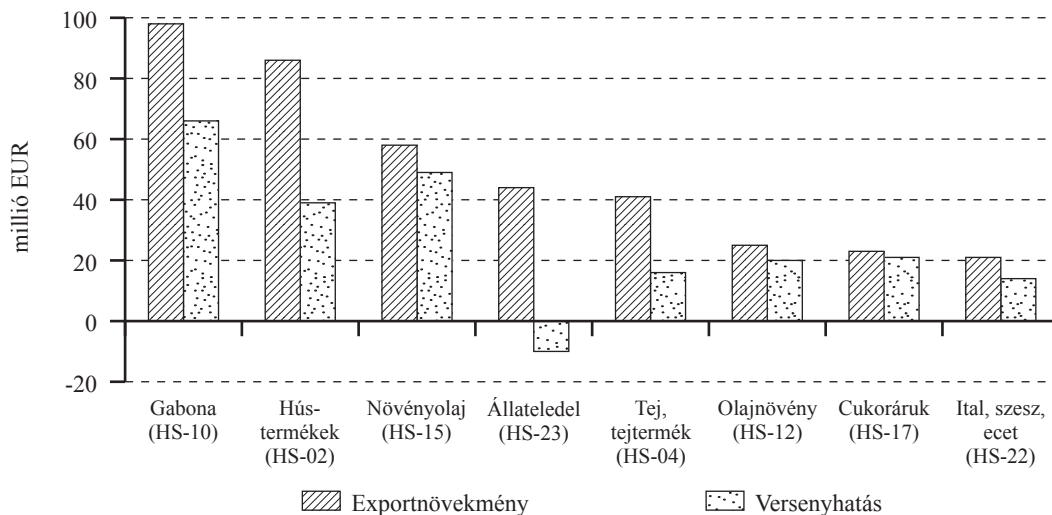 100
80
60
40
20
0
-20
millió EUR
Gabona
(HS-10)
Hús-
termékek
(HS-02)
Növényolaj
(HS-15)
Állateledel
(HS-23)
Tej,
tejtermék
(HS-04)
Olajnövény
(HS-12)
Cukoráruk
(HS-17)
Ital, szesz,
ecet
(HS-22)
Exportnövekmény
Versenyhatás